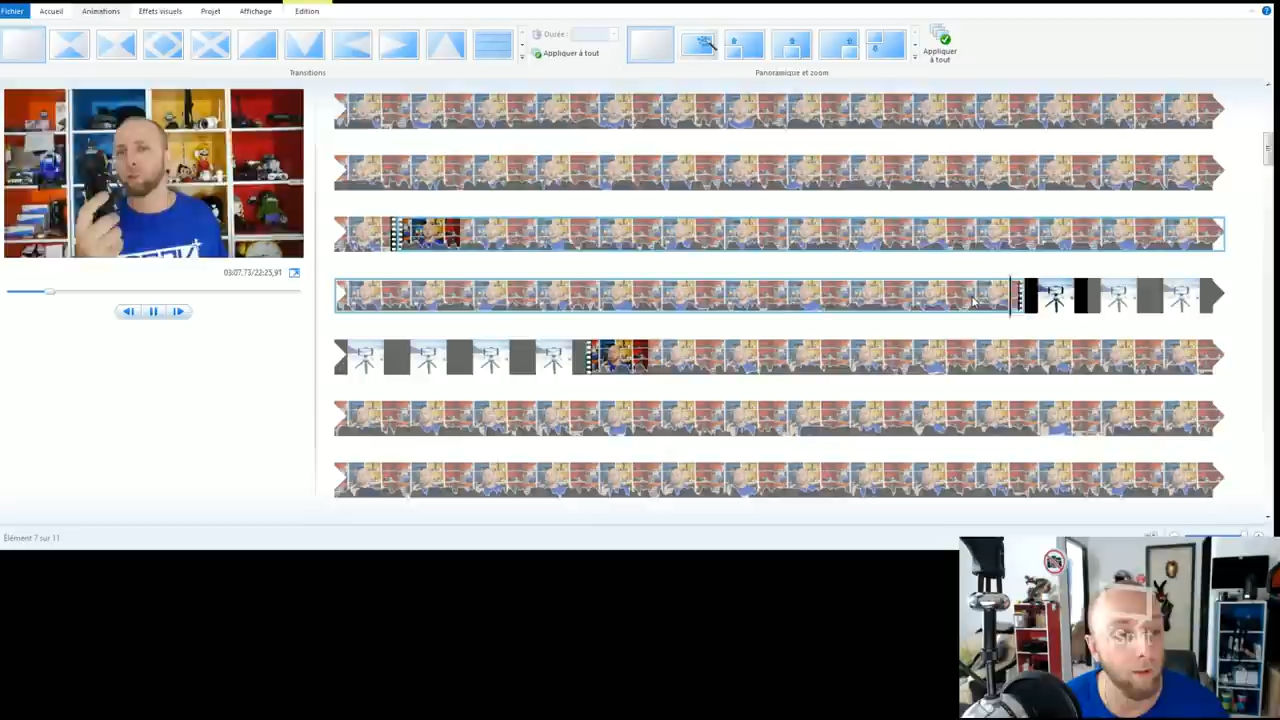 Fichier Accueil Animations Effets visuels Projet Affichage Edition
Durée :
Appliquer à tout
Appliquer
à tout
Transitions
Panoramique et zoom
03:07,73/22:25,91
Élément 7 sur 11
XSplit